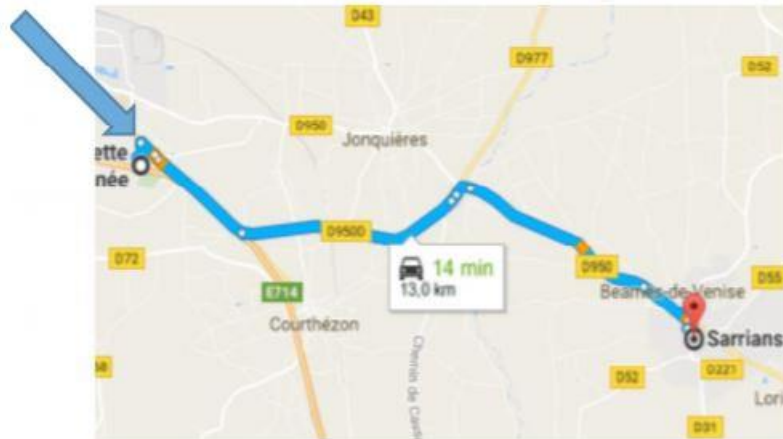 D43
D977
D52
D950
Jonquières
ette
née
D9500
D72
14 min
13,0 km
D950
D55
Beaumes-de-Venise
E714
Courthézon
Sarrians
D221
D52
Lori
D31